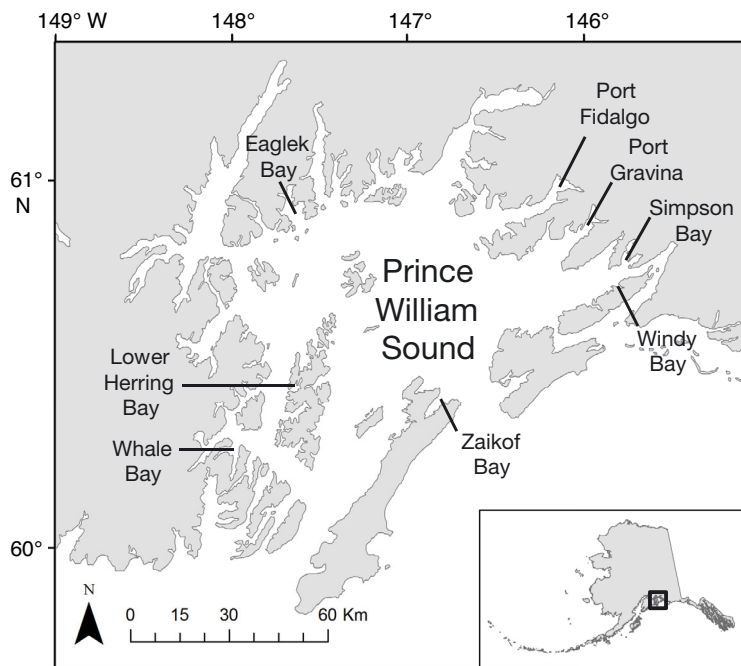 149° W
148°
147°
146°
Port
Fidalgo
Eaglek
Bay
Port
Gravina
61°
N
Simpson
Bay
Prince
William
Sound
Windy
Bay
Lower
Herring
Bay
Whale
Bay
Zaikof
Bay
60°
N
0 15 30 60 Km